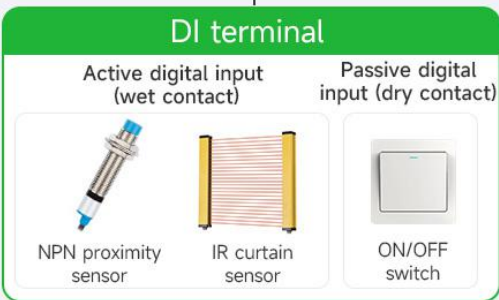 DI terminal
Active digital input
(wet contact)
Passive digital
input (dry contact)
NPN proximity
sensor
IR curtain
sensor
ON/OFF
switch